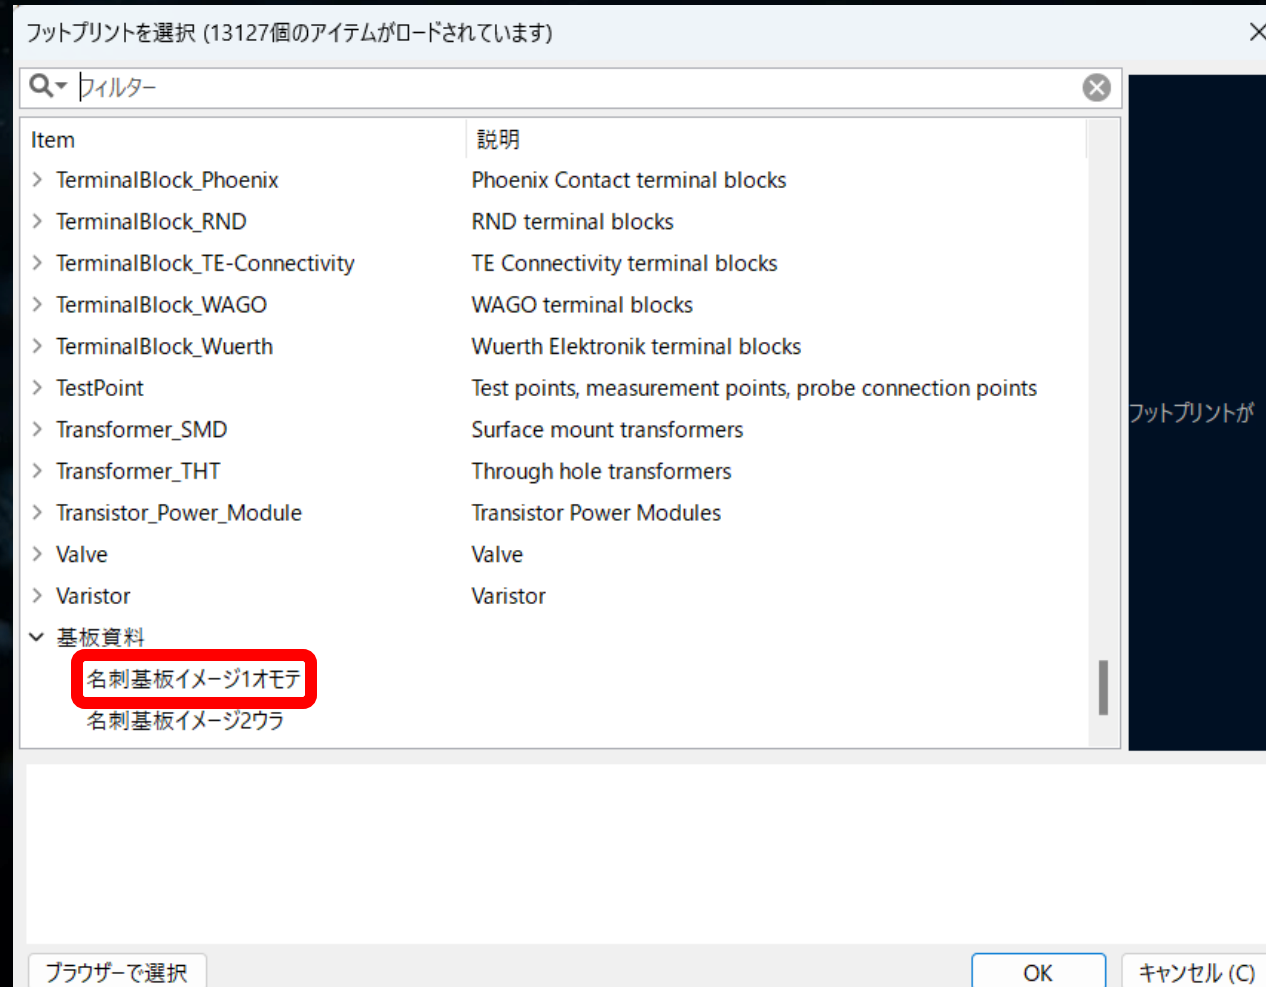 フットプリントを選択 (13127個のアイテムがロードされています)
フィルター
Item 説明
TerminalBlock_Phoenix Phoenix Contact terminal blocks
TerminalBlock_RND RND terminal blocks
TerminalBlock_TE-Connectivity TE Connectivity terminal blocks
TerminalBlock_WAGO WAGO terminal blocks
TerminalBlock_Wuerth Wuerth Elektronik terminal blocks
TestPoint Test points, measurement points, probe connection points
Transformer_SMD Surface mount transformers
Transformer_THT Through hole transformers
Transistor_Power_Module Transistor Power Modules
Valve Valve
Varistor Varistor
基板資料
名刺基板イメージ1オモテ
名刺基板イメージ2ウラ
フットプリントが
ブラウザーで選択 OK キャンセル (C)